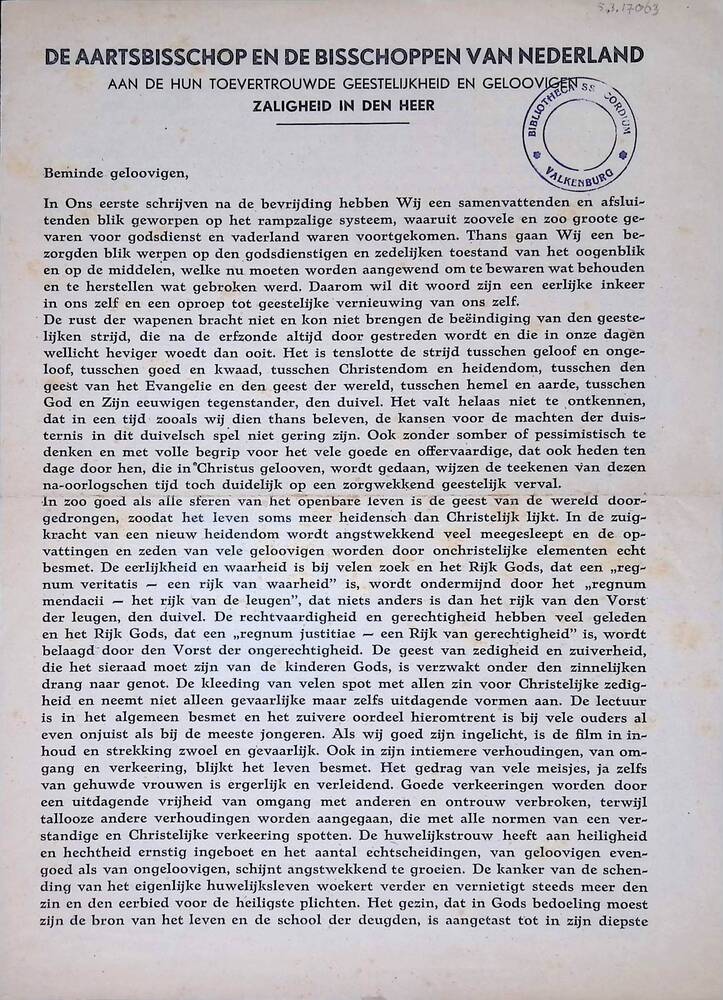 5.3.17063
DE AARTSBISSCHOP EN DE BISSCHOPPEN VAN NEDERLAND
AAN DE HUN TOEVERTROUWDE GEESTELIJKHEID EN GELOOVIGEN
ZALIGHEID IN DEN HEER
BIBLIOTHECA SS CORDIUM
VALKENBURG
Beminde geloovigen,
In Ons eerste schrijven na de bevrijding hebben Wij een samenvattenden en afslui-
tenden blik geworpen op het rampzalige systeem, waaruit zoovele en zoo groote ge-
varen voor godsdienst en vaderland waren voortgekomen. Thans gaan Wij een be-
zorgden blik werpen op den godsdienstigen en zedelijken toestand van het oogenblik
en op de middelen, welke nu moeten worden aangewend om te bewaren wat behouden
en te herstellen wat gebroken werd. Daarom wil dit woord zijn een eerlijke inkeer
in ons zelf en een oproep tot geestelijke vernieuwing van ons zelf.
De rust der wapenen bracht niet en kon niet brengen de beëindiging van den geeste-
lijken strijd, die na de erfzonde altijd door gestreden wordt en die in onze dagen
wellicht heviger woedt dan ooit. Het is tenslotte de strijd tusschen geloof en onge-
loof, tusschen goed en kwaad, tusschen Christendom en heidendom, tusschen den
geest van het Evangelie en den geest der wereld, tusschen hemel en aarde, tusschen
God en Zijn eeuwigen tegenstander, den duivel. Het valt helaas niet te ontkennen,
dat in een tijd zooals wij dien thans beleven, de kansen voor de machten der duis-
ternis in dit duivelsch spel niet gering zijn. Ook zonder somber of pessimistisch te
denken en met volle begrip voor het vele goede en offervaardige, dat ook heden ten
dage door hen, die in Christus gelooven, wordt gedaan, wijzen de teekenen van dezen
na-oorlogschen tijd toch duidelijk op een zorgwekkend geestelijk verval.
In zoo goed als alle sferen van het openbare leven is de geest van de wereld door-
gedrongen, zoodat het leven soms meer heidensch dan Christelijk lijkt. In de zuig-
kracht van een nieuw heidendom wordt angstwekkend veel meegesleept en de op-
vattingen en zeden van vele geloovigen worden door onchristelijke elementen echt
besmet. De eerlijkheid en waarheid is bij velen zoek en het Rijk Gods, dat een „reg-
num veritatis — een rijk van waarheid” is, wordt ondermijnd door het „regnum
mendacii — het rijk van de leugen”, dat niets anders is dan het rijk van den Vorst
der leugen, den duivel. De rechtvaardigheid en gerechtigheid hebben veel geleden
en het Rijk Gods, dat een „regnum justitiae — een Rijk van gerechtigheid” is, wordt
belaagd door den Vorst der ongerechtigheid. De geest van zedigheid en zuiverheid,
die het sieraad moet zijn van de kinderen Gods, is verzwakt onder den zinnelijken
drang naar genot. De kleeding van velen spot met allen zin voor Christelijke zedig-
heid en neemt niet alleen gevaarlijke maar zelfs uitdagende vormen aan. De lectuur
is in het algemeen besmet en het zuivere oordeel hieromtrent is bij vele ouders al
even onjuist als bij de meeste jongeren. Als wij goed zijn ingelicht, is de film in in-
houd en strekking zwoel en gevaarlijk. Ook in zijn intiemere verhoudingen, van om-
gang en verkeering, blijkt het leven besmet. Het gedrag van vele meisjes, ja zelfs
van gehuwde vrouwen is ergerlijk en verleidend. Goede verkeeringen worden door
een uitdagende vrijheid van omgang met anderen en ontrouw verbroken, terwijl
tallooze andere verhoudingen worden aangegaan, die met alle normen van een ver-
standige en Christelijke verkeering spotten. De huwelijkstrouw heeft aan heiligheid
en hechtheid ernstig ingeboet en het aantal echtscheidingen, van geloovigen even-
goed als van ongeloovigen, schijnt angstwekkend te groeien. De kanker van de schen-
ding van het eigenlijke huwelijksleven woekert verder en vernietigt steeds meer den
zin en den eerbied voor de heiligste plichten. Het gezin, dat in Gods bedoeling moest
zijn de bron van het leven en de school der deugden, is aangetast tot in zijn diepste